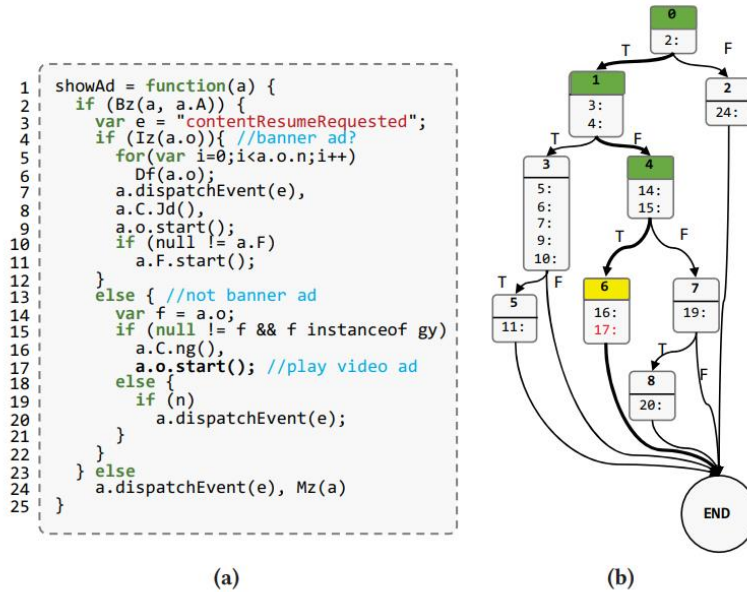 1 showAd = function(a) {
2 if (Bz(a, a.A)) {
3 var e = "contentResumeRequested";
4 if (Iz(a.o)){ //banner ad?
5 for(var i=0;i<a.o.n;i++)
6 Df(a.o);
7 a.dispatchEvent(e),
8 a.C.Jd(),
9 a.o.start();
10 if (null != a.F)
11 a.F.start();
12 }
13 else { //not banner ad
14 var f = a.o;
15 if (null != f && f instanceof gy)
16 a.C.ng(),
17 a.o.start(); //play video ad
18 else {
19 if (n)
20 a.dispatchEvent(e);
21 }
22 }
23 } else
24 a.dispatchEvent(e), Mz(a)
25 }
(a)
0
2:
T F
1
3:
4:
2
24:
T F
3
5:
6:
7:
9:
10:
4
14:
15:
T F
T F
5
11:
6
16:
17:
7
19:
T F
8
20:
END
(b)